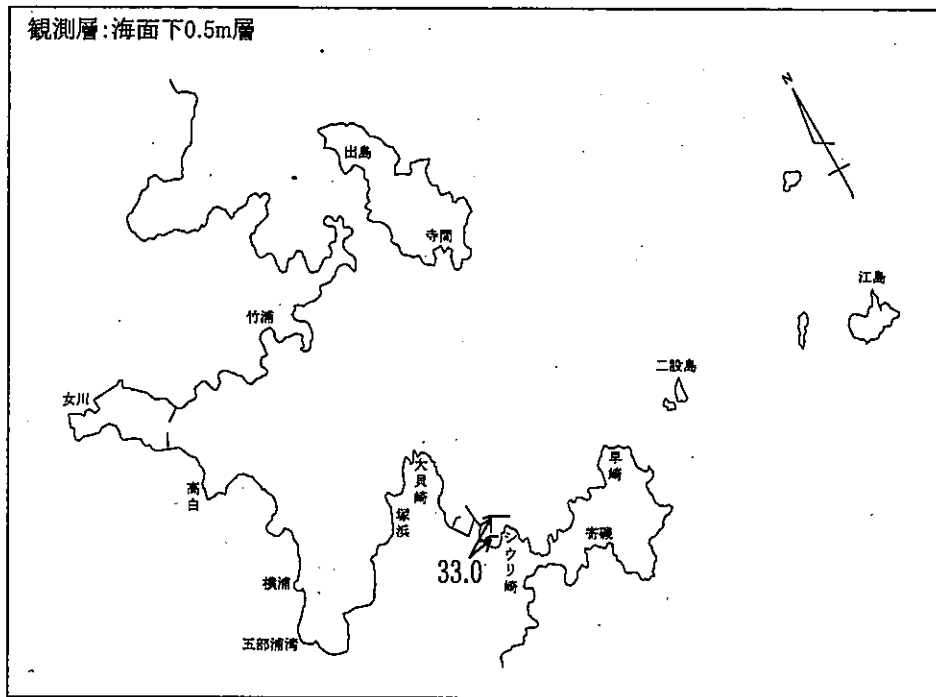 観測層:海面下0.5m層
N
出島
寺間
江島
竹浦
二股島
女川
大貝崎
早崎
高白
塚浜
シウリ崎
寄磯
33.0
横浦
五部浦湾